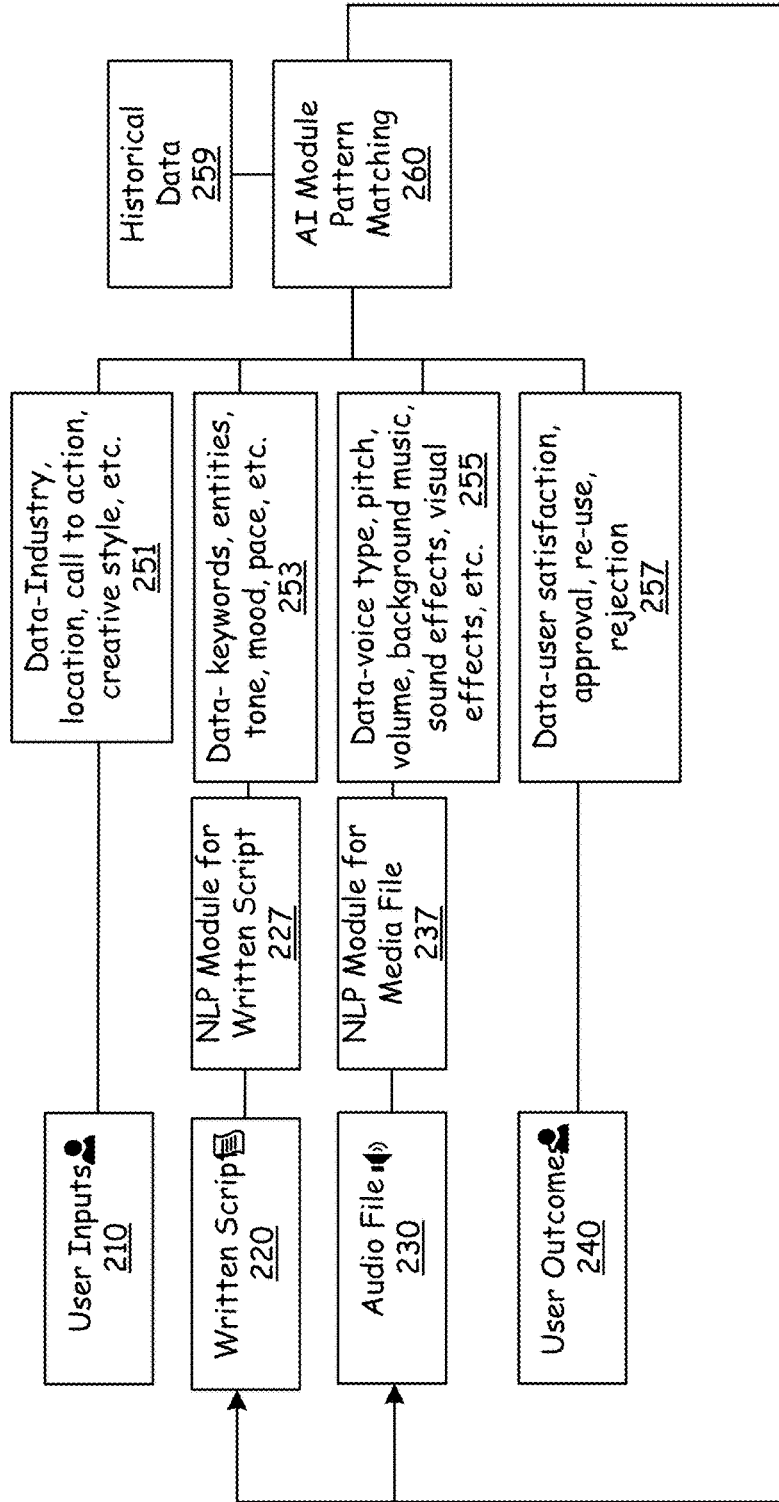 User Inputs
210
Written Script
220
Audio File
230
User Outcomes
240
NLP Module for
Written Script
227
NLP Module for
Media File
237
Data-Industry,
location, call to action,
creative style, etc.
251
Data- keywords, entities,
tone, mood, pace, etc.
253
Data-voice type, pitch,
volume, background music,
sound effects, visual
effects, etc. 255
Data-user satisfaction,
approval, re-use,
rejection
257
Historical
Data
259
AI Module
Pattern
Matching
260